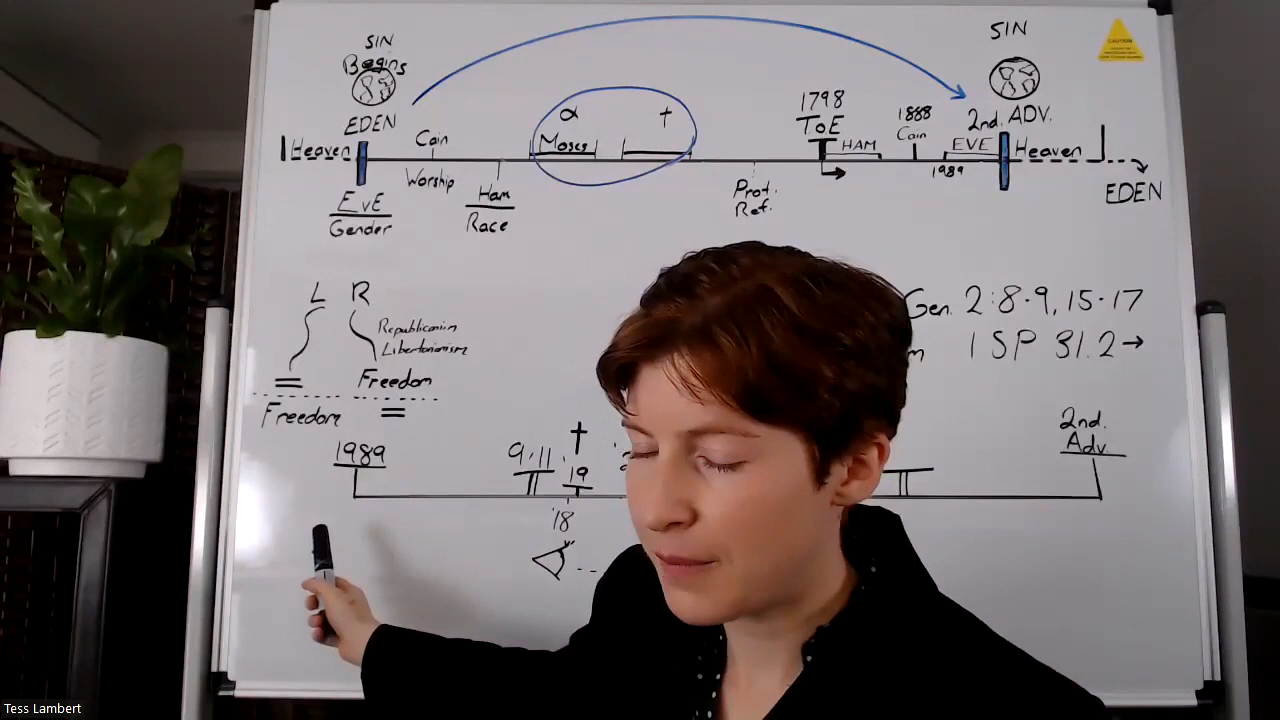 SIN
Begins
EDEN
Heaven
Cain
Worship
EvE
Gender
Ham
Race
α
Moses
†
Prot.
Ref.
1798
ToE
HAM
1888
Cain
SIN
2nd. ADV.
EVE
1989
Heaven
EDEN
CAUTION
L R
Republicanism
Libertarianism
= Freedom
Freedom =
Gen. 2:8-9, 15-17
1 SP 31.2→
1989
9.11
†
19
'18
2nd.
Adv.
Tess Lambert